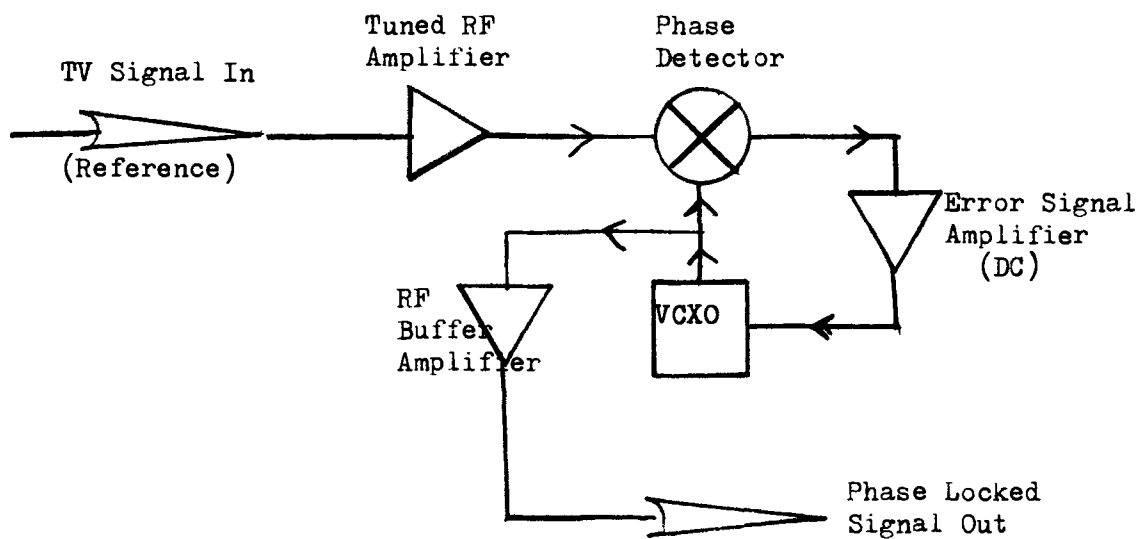 Tuned RF
Amplifier
Phase
Detector
TV Signal In
(Reference)
Error Signal
Amplifier
(DC)
RF
Buffer
Amplifier
VCXO
Phase Locked
Signal Out